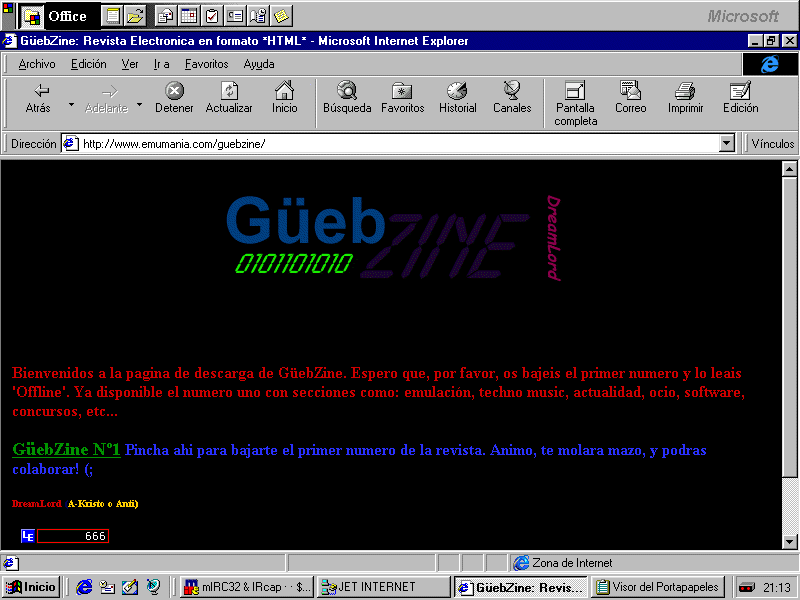 Office
Microsoft
GüebZine: Revista Electronica en formato *HTML* - Microsoft Internet Explorer
Archivo Edición Ver Ir a Favoritos Ayuda
Atrás Adelante Detener Actualizar Inicio Búsqueda Favoritos Historial Canales Pantalla completa Correo Imprimir Edición
Dirección http://www.emumania.com/guebzine/ Vínculos
Güeb ZINE
DreamLord
0101101010
Bienvenidos a la pagina de descarga de GüebZine. Espero que, por favor, os bajeis el primer numero y lo leais
'Offline'. Ya disponible el numero uno con secciones como: emulación, techno music, actualidad, ocio, software,
concursos, etc...
GüebZine Nº1 Pincha ahi para bajarte el primer numero de la revista. Animo, te molara mazo, y podras
colaborar! (;
DreamLord A-Kristo o Anti)
LE 666
Zona de Internet
Inicio mIRC32 & IRcap ·· $... JET INTERNET GüebZine: Revis... Visor del Portapapeles 21:13